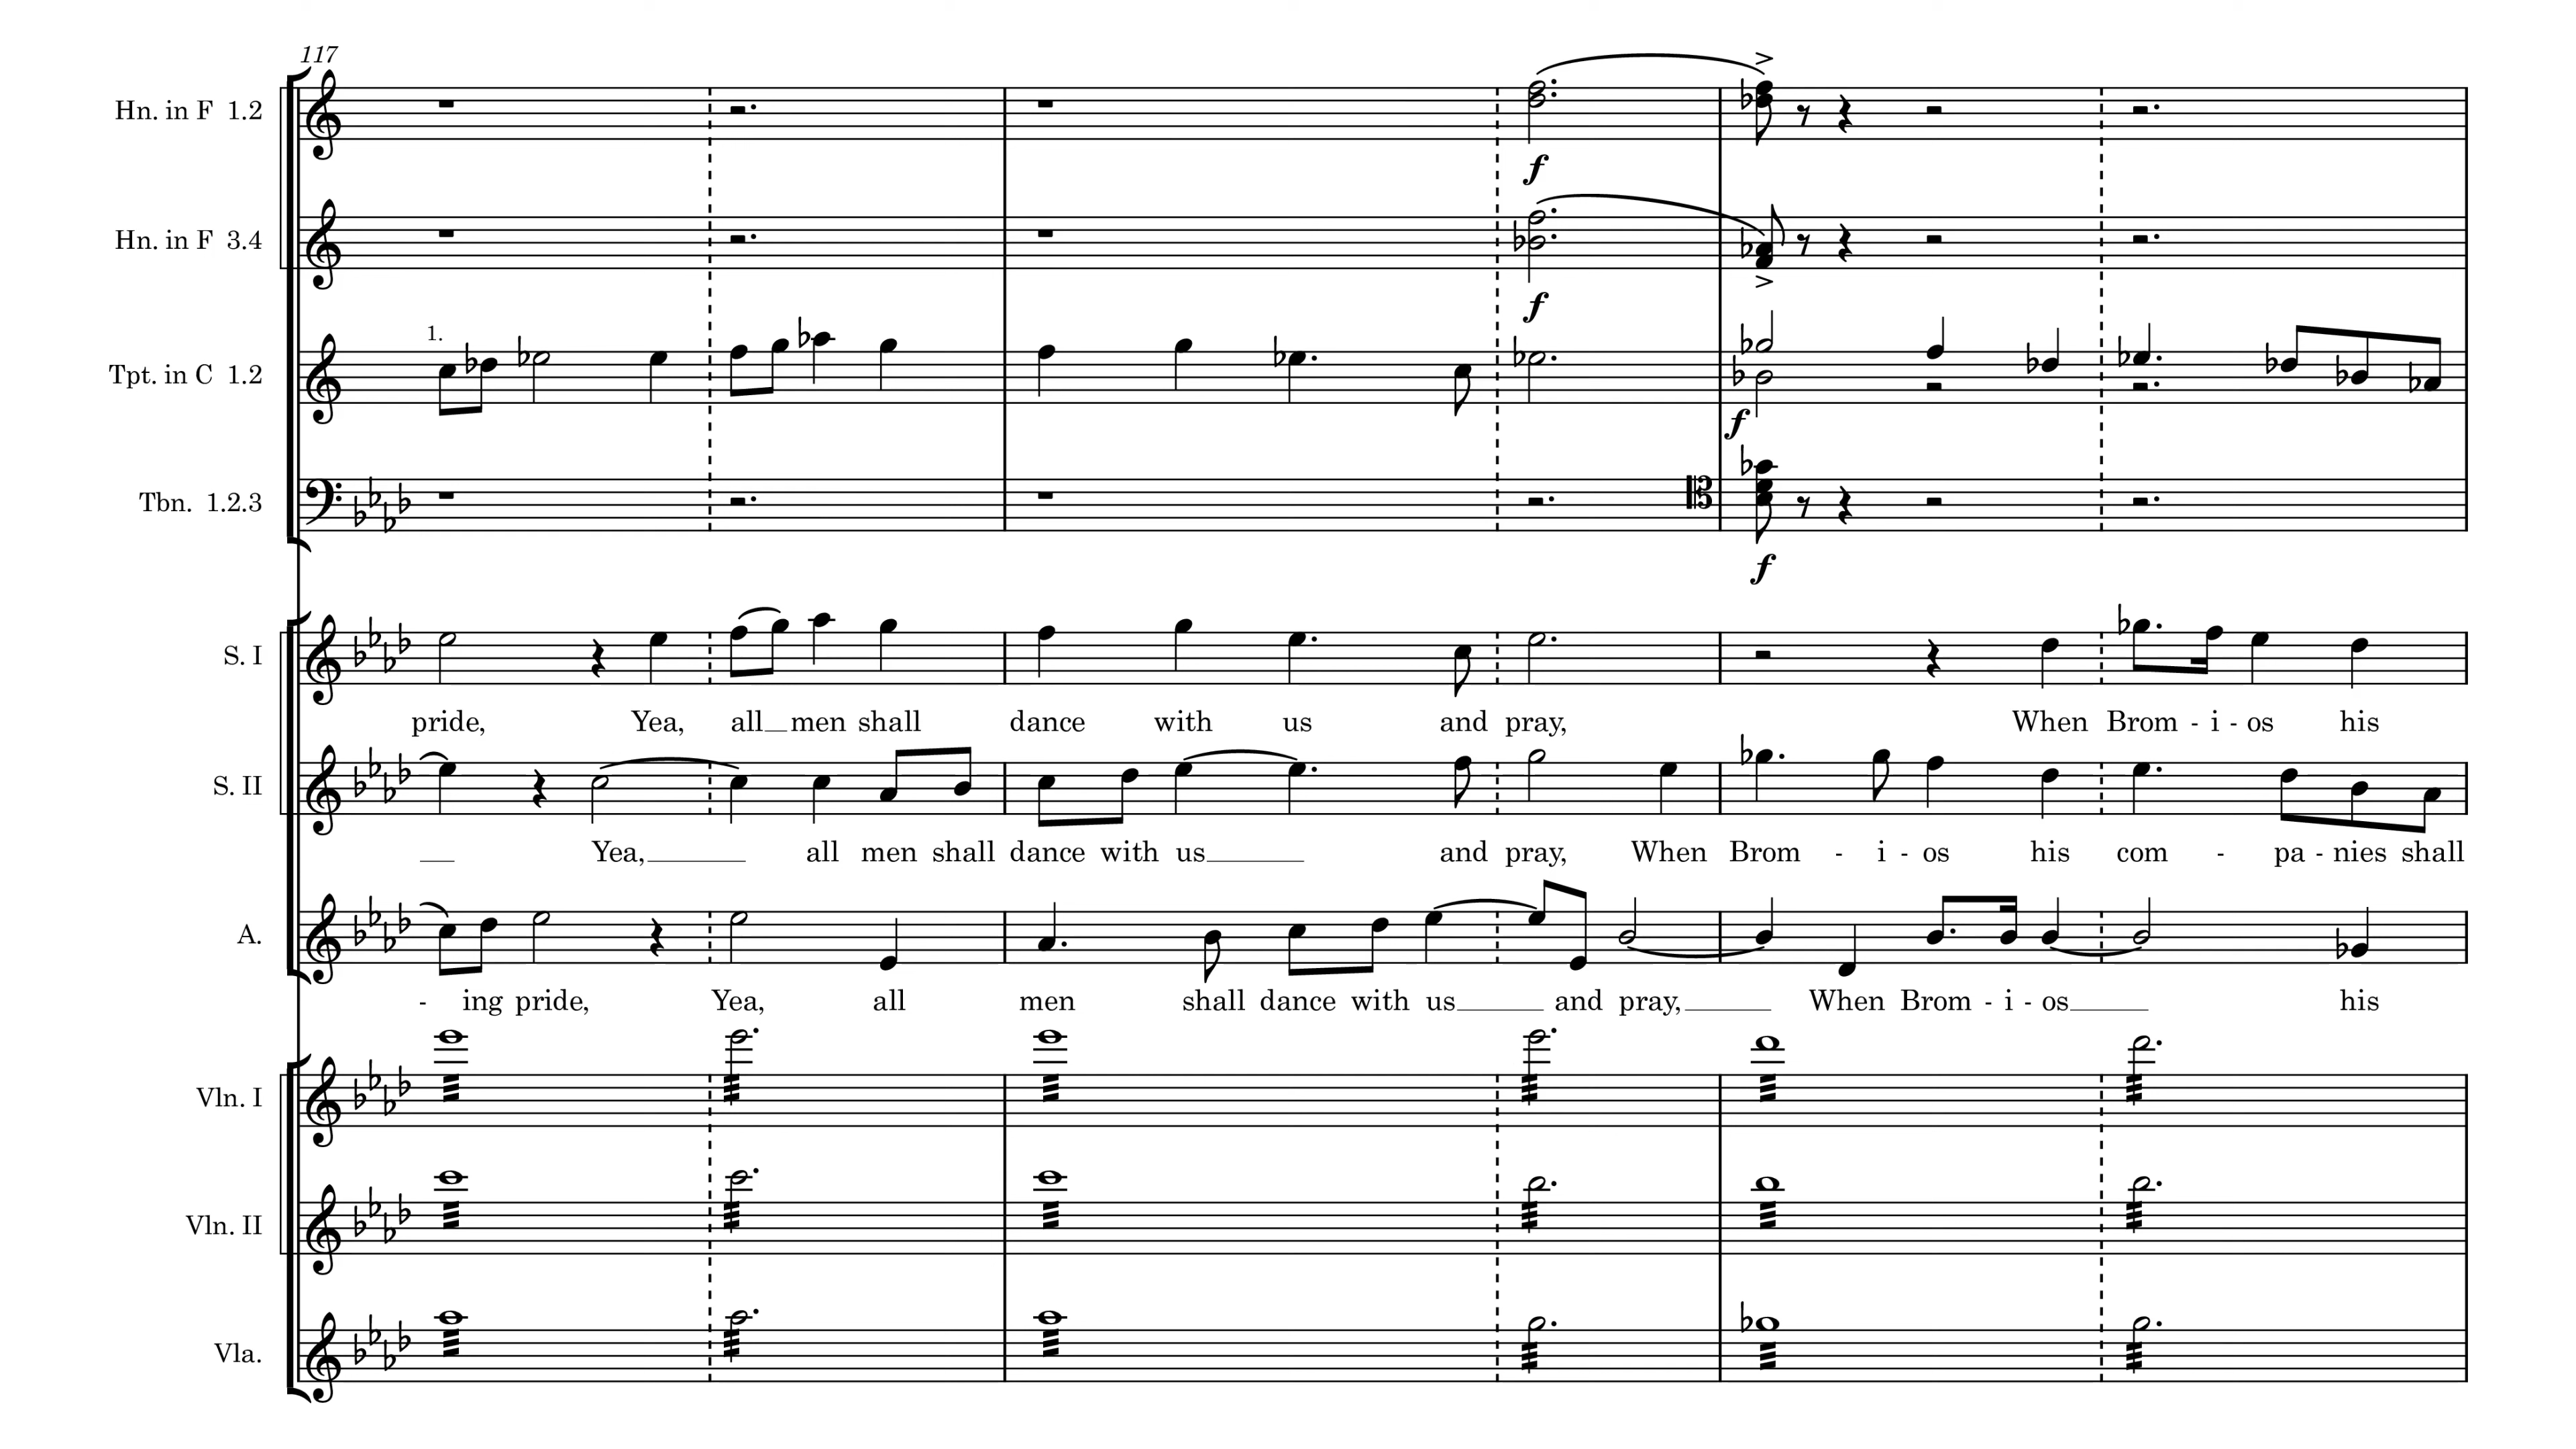 117
Hn. in F 1.2
f
Hn. in F 3.4
f
1.
Tpt. in C 1.2
f
Tbn. 1.2.3
f
S. I
pride, Yea, all men shall dance with us and pray, When Brom - i - os his
S. II
Yea, all men shall dance with us and pray, When Brom - i - os his com - pa - nies shall
A.
- ing pride, Yea, all men shall dance with us and pray, When Brom - i - os his
Vln. I
Vln. II
Vla.